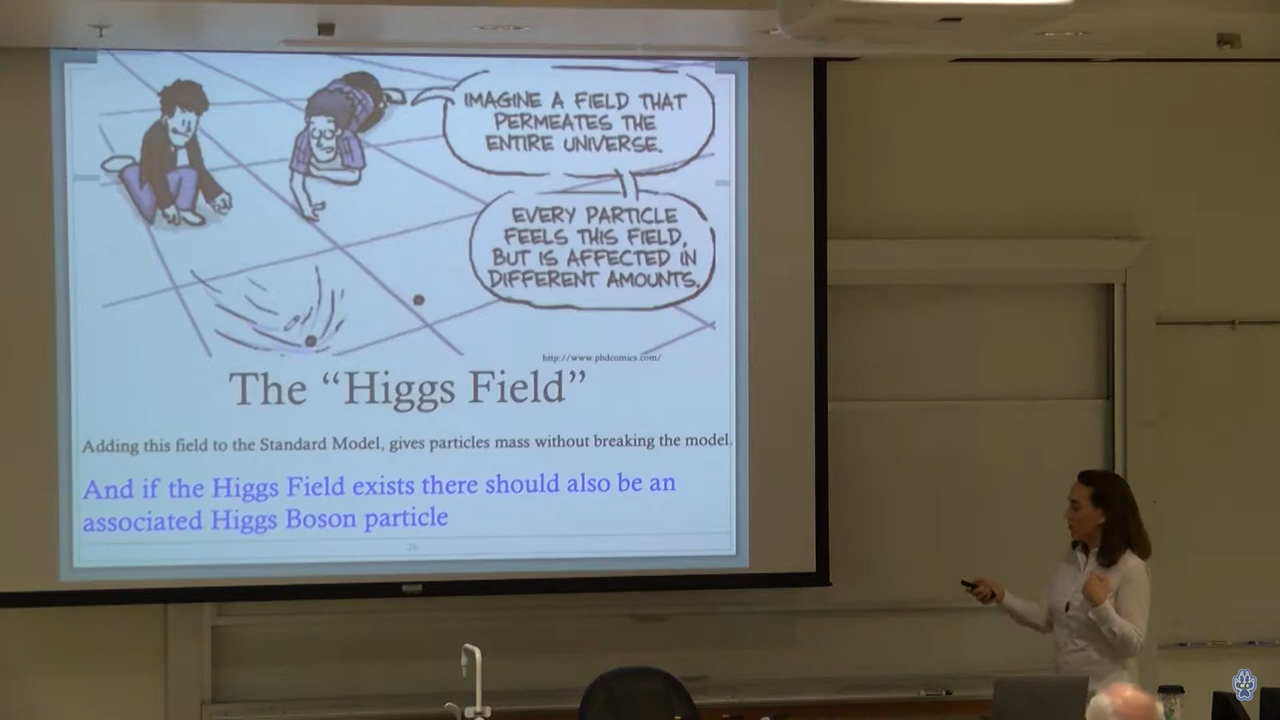 IMAGINE A FIELD THAT
PERMEATES THE
ENTIRE UNIVERSE.
EVERY PARTICLE
FEELS THIS FIELD,
BUT IS AFFECTED IN
DIFFERENT AMOUNTS.
http://www.phdcomics.com/
The “Higgs Field”
Adding this field to the Standard Model, gives particles mass without breaking the model.
And if the Higgs Field exists there should also be an
associated Higgs Boson particle